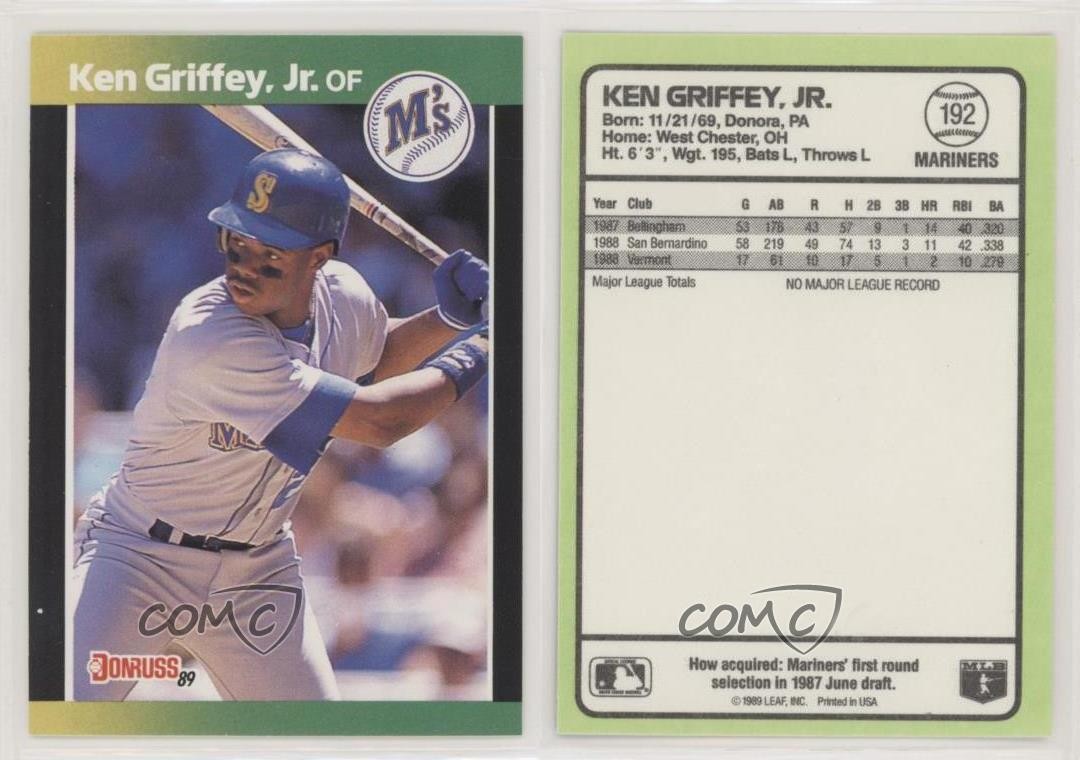 Ken Griffey, Jr. OF
M's
S
M
DONRUSS 89
COMC
KEN GRIFFEY, JR.
Born: 11/21/69, Donora, PA
Home: West Chester, OH
Ht. 6'3", Wgt. 195, Bats L, Throws L
192
MARINERS
Year Club G AB R H 2B 3B HR RBI BA
1987 Bellingham 53 178 43 57 9 1 14 40 .320
1988 San Bernardino 58 219 49 74 13 3 11 42 .338
1988 Vermont 17 61 10 17 5 1 2 10 .279
Major League Totals NO MAJOR LEAGUE RECORD
COMC
How acquired: Mariners' first round
selection in 1987 June draft.
© 1989 LEAF, INC. Printed in USA
MLB